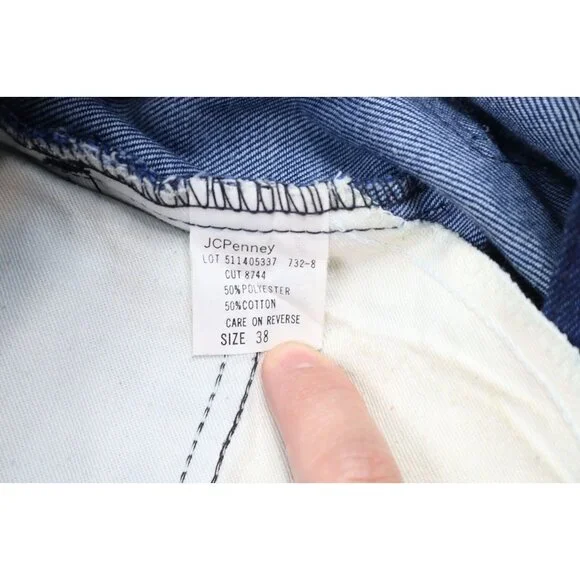 JCPenney
LOT 511405337 732-8
CUT 8744
50% POLYESTER
50% COTTON
CARE ON REVERSE
SIZE 38